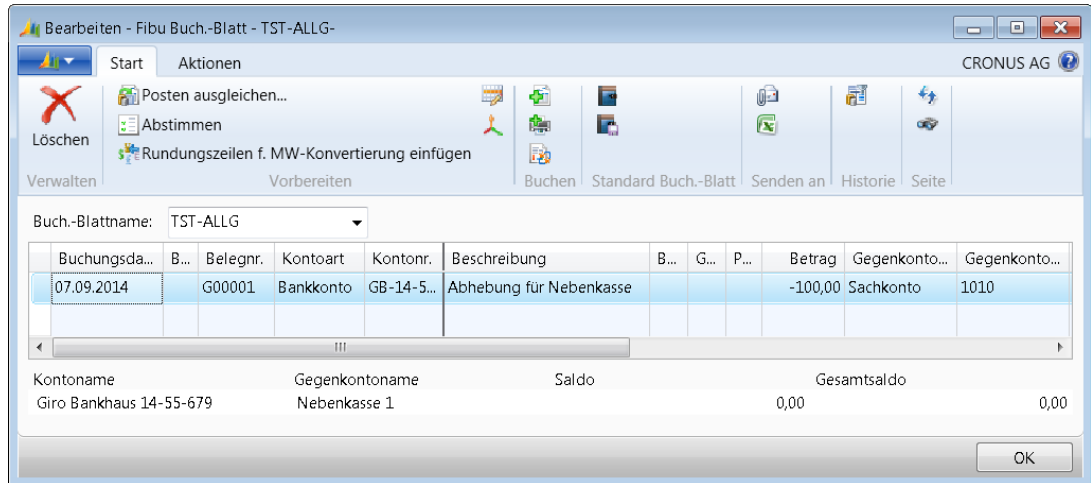 Bearbeiten - Fibu Buch.-Blatt - TST-ALLG-
Start Aktionen CRONUS AG
Löschen
Posten ausgleichen...
Abstimmen
Rundungszeilen f. MW-Konvertierung einfügen
Verwalten Vorbereiten Buchen Standard Buch.-Blatt Senden an Historie Seite
Buch.-Blattname: TST-ALLG
Buchungsda... B... Belegnr. Kontoart Kontonr. Beschreibung B... G... P... Betrag Gegenkonto... Gegenkonto...
07.09.2014 G00001 Bankkonto GB-14-5... Abhebung für Nebenkasse -100,00 Sachkonto 1010
Kontoname Gegenkontoname Saldo Gesamtsaldo
Giro Bankhaus 14-55-679 Nebenkasse 1 0,00 0,00
OK